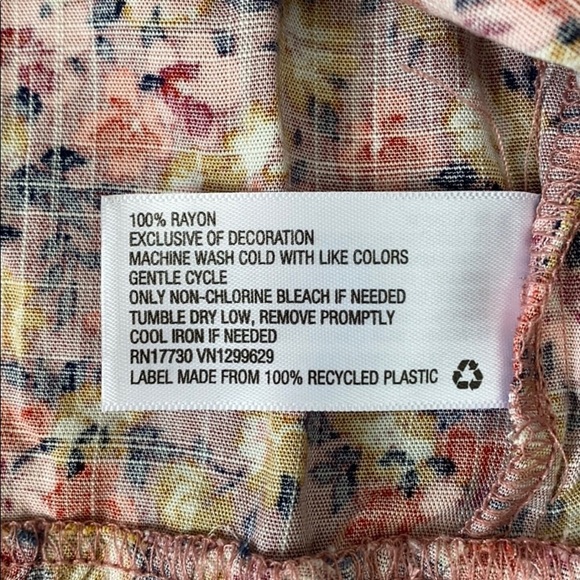 100% RAYON
EXCLUSIVE OF DECORATION
MACHINE WASH COLD WITH LIKE COLORS
GENTLE CYCLE
ONLY NON-CHLORINE BLEACH IF NEEDED
TUMBLE DRY LOW, REMOVE PROMPTLY
COOL IRON IF NEEDED
RN17730 VN1299629
LABEL MADE FROM 100% RECYCLED PLASTIC